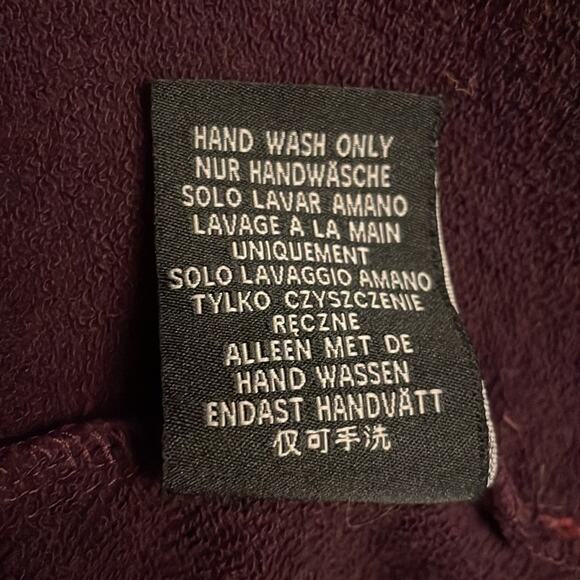 HAND WASH ONLY
NUR HANDWÄSCHE
SOLO LAVAR AMANO
LAVAGE A LA MAIN
UNIQUEMENT
SOLO LAVAGGIO AMANO
TYLKO CZYSZCZENIE
RĘCZNE
ALLEEN MET DE
HAND WASSEN
ENDAST HANDVÄTT
仅可手洗